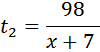 t₂ = 98 / (x + 7)